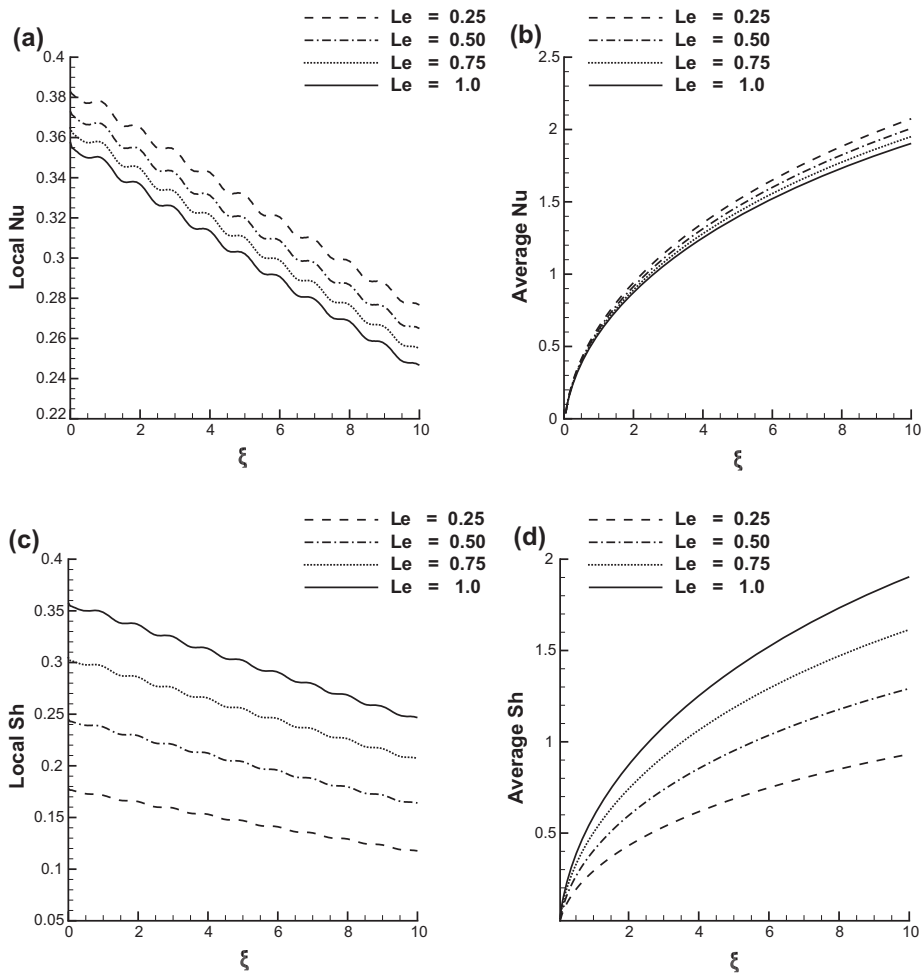 (a)
Le = 0.25
Le = 0.50
Le = 0.75
Le = 1.0
Local Nu
0.4
0.38
0.36
0.34
0.32
0.3
0.28
0.26
0.24
0.22
0 2 4 6 8 10
ξ
(b)
Le = 0.25
Le = 0.50
Le = 0.75
Le = 1.0
Average Nu
2.5
2
1.5
1
0.5
0
0 2 4 6 8 10
ξ
(c)
Le = 0.25
Le = 0.50
Le = 0.75
Le = 1.0
Local Sh
0.4
0.35
0.3
0.25
0.2
0.15
0.1
0.05
0 2 4 6 8 10
ξ
(d)
Le = 0.25
Le = 0.50
Le = 0.75
Le = 1.0
Average Sh
2
1.5
1
0.5
2 4 6 8 10
ξ